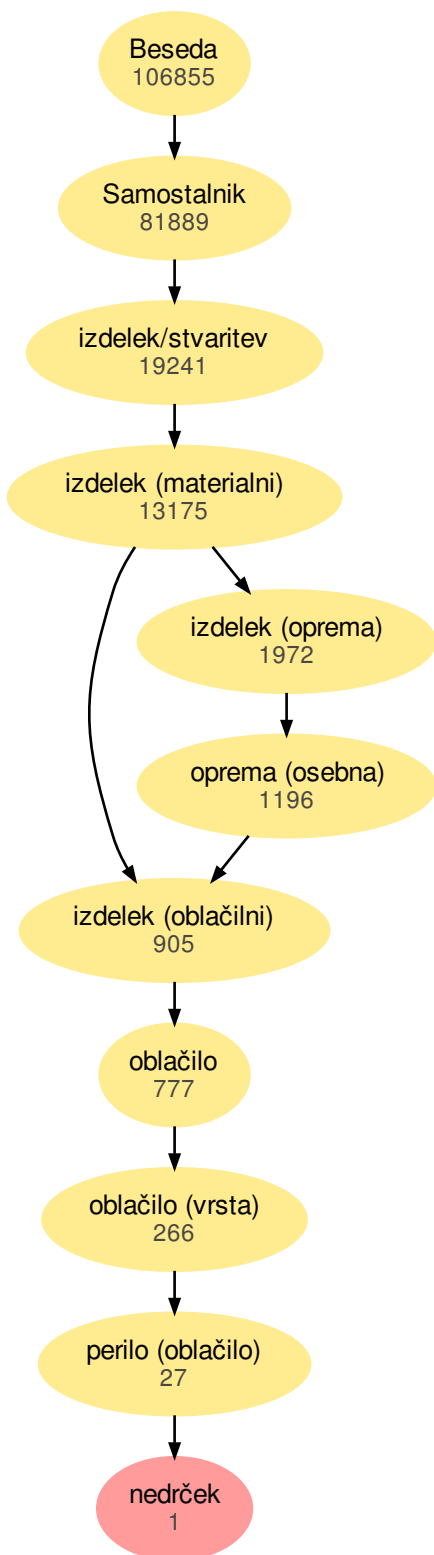 Beseda
106855
Samostalnik
81889
izdelek/stvaritev
19241
izdelek (materialni)
13175
izdelek (oprema)
1972
oprema (osebna)
1196
izdelek (oblačilni)
905
oblačilo
777
oblačilo (vrsta)
266
perilo (oblačilo)
27
nedrček
1